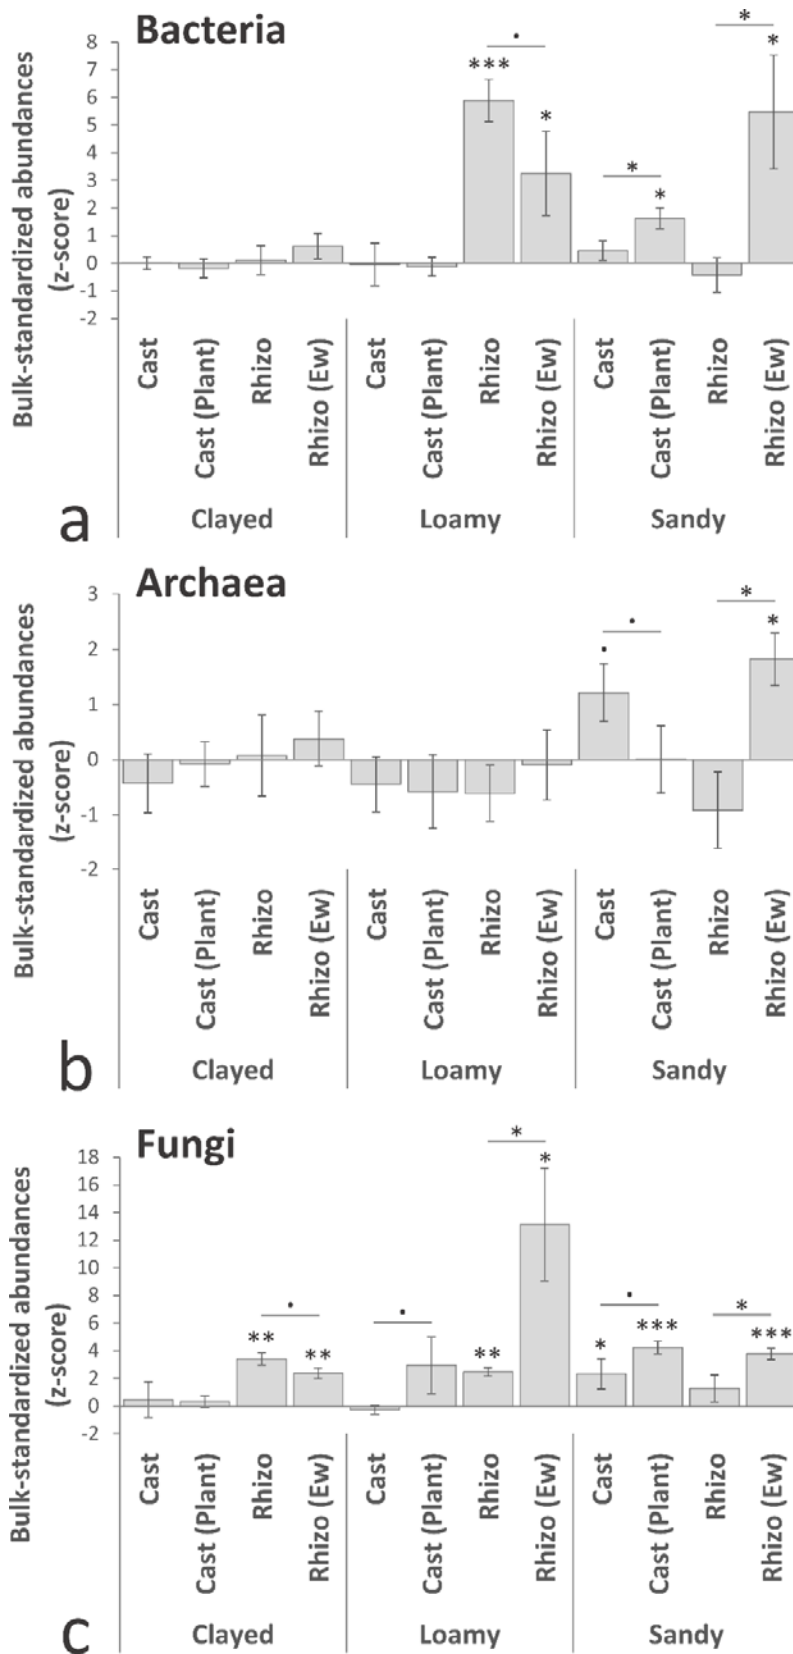 Bacteria
Bulk-standardized abundances
(z-score)
8
7
6
5
4
3
2
1
0
-1
-2
***
.
*
*
*
*
*
Cast
Cast (Plant)
Rhizo
Rhizo (Ew)
Cast
Cast (Plant)
Rhizo
Rhizo (Ew)
Cast
Cast (Plant)
Rhizo
Rhizo (Ew)
Clayed
Loamy
Sandy
a
Archaea
Bulk-standardized abundances
(z-score)
3
2
1
0
-1
-2
.
.
*
*
Cast
Cast (Plant)
Rhizo
Rhizo (Ew)
Cast
Cast (Plant)
Rhizo
Rhizo (Ew)
Cast
Cast (Plant)
Rhizo
Rhizo (Ew)
Clayed
Loamy
Sandy
b
Fungi
Bulk-standardized abundances
(z-score)
18
16
14
12
10
8
6
4
2
0
-2
**
.
**
.
**
*
*
*
.
***
*
***
Cast
Cast (Plant)
Rhizo
Rhizo (Ew)
Cast
Cast (Plant)
Rhizo
Rhizo (Ew)
Cast
Cast (Plant)
Rhizo
Rhizo (Ew)
Clayed
Loamy
Sandy
c